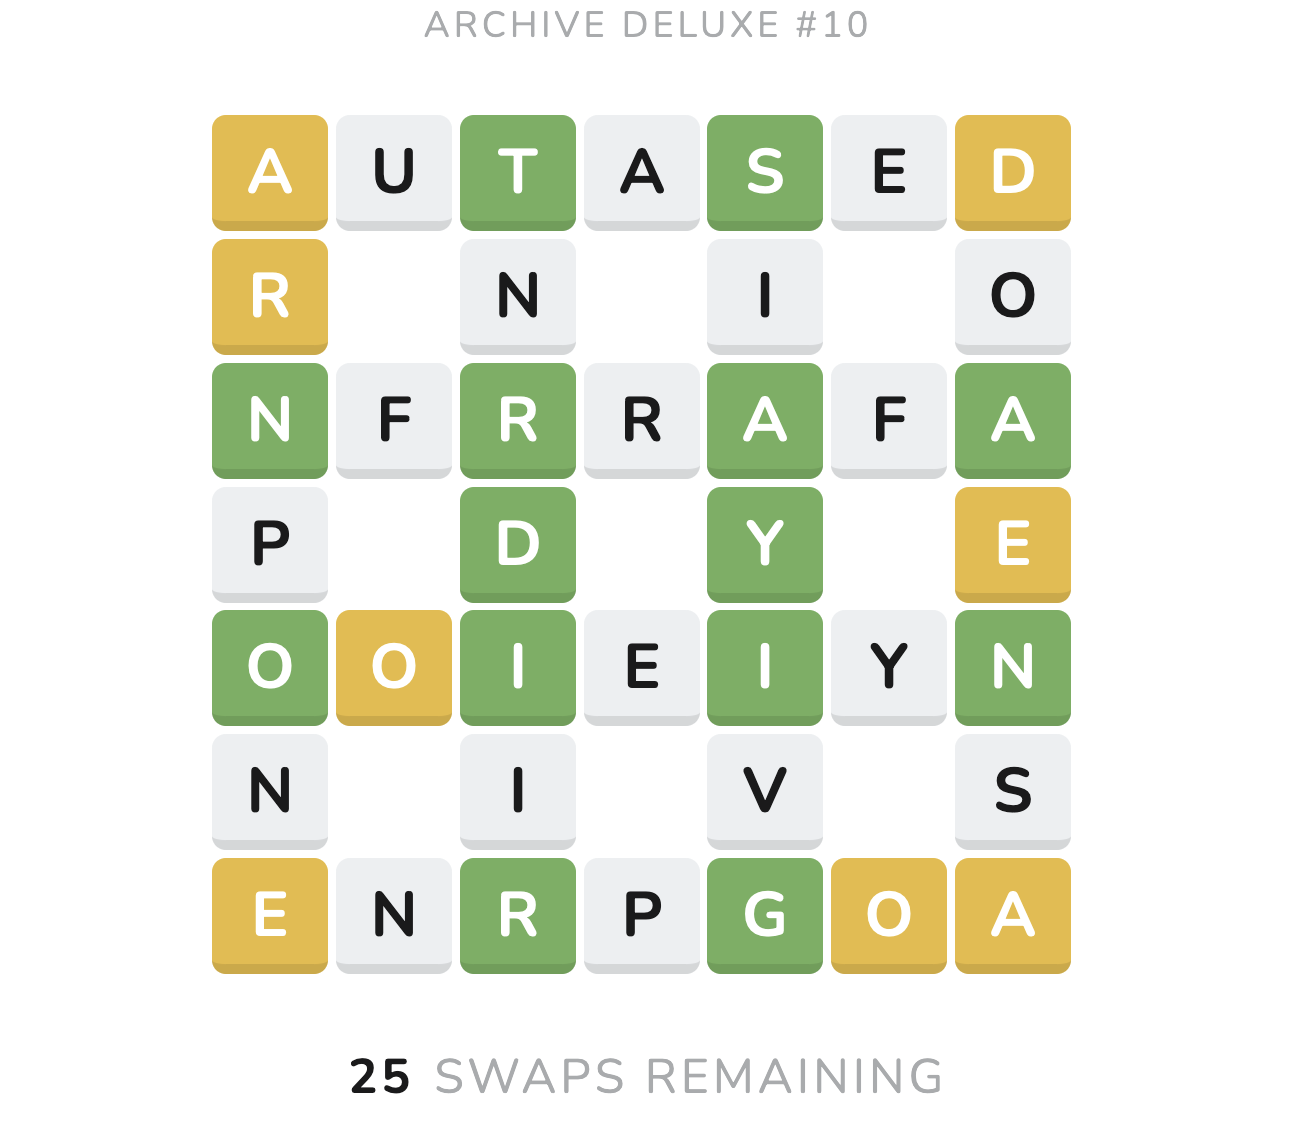 ARCHIVE DELUXE #10
A U T A S E D
R N I O
N F R R A F A
P D Y E
O O I E I Y N
N I V S
E N R P G O A
25 SWAPS REMAINING